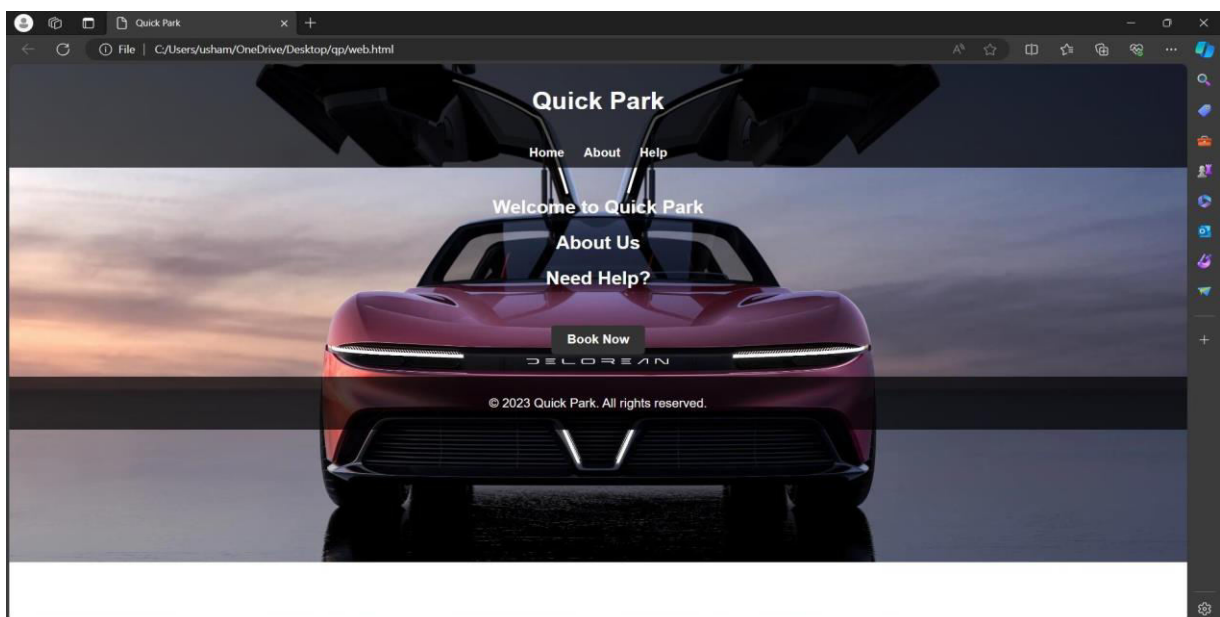 Quick Park
File | C:/Users/usham/OneDrive/Desktop/qp/web.html
Quick Park
Home About Help
Welcome to Quick Park
About Us
Need Help?
Book Now
DELOREAN
© 2023 Quick Park. All rights reserved.